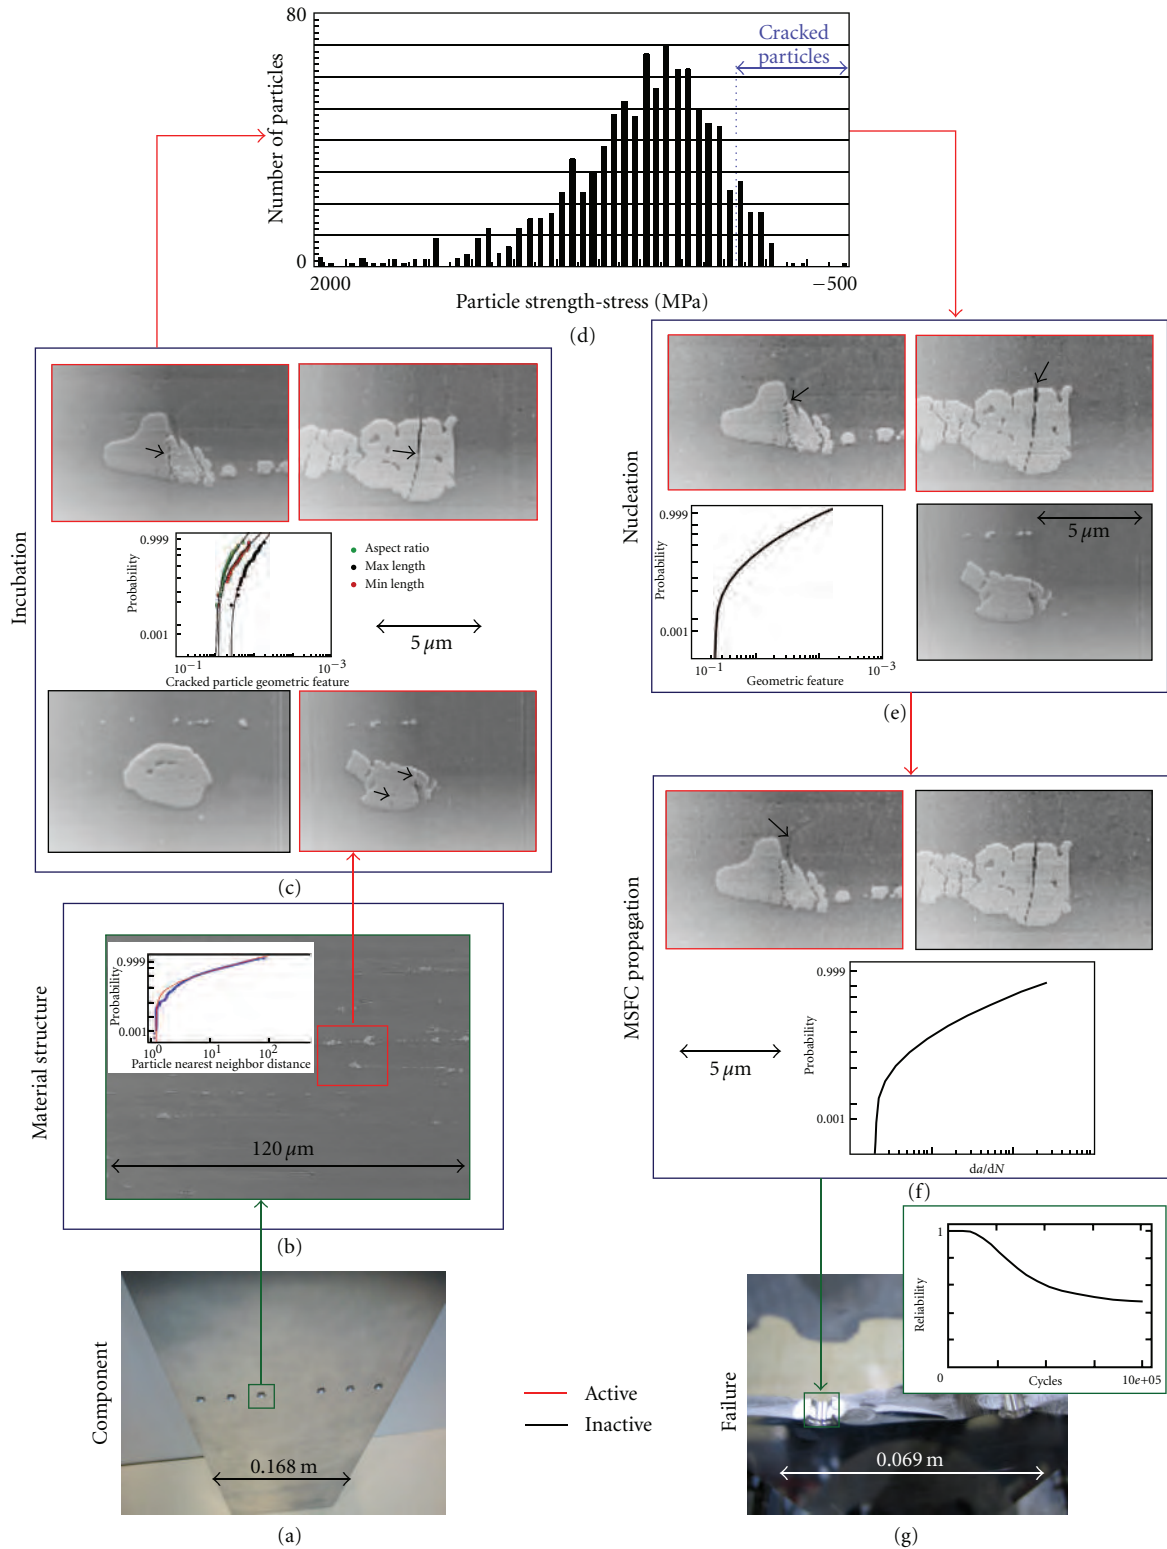 80
Number of particles
Cracked
particles
0
2000
−500
Particle strength-stress (MPa)
(d)
Incubation
0.999
Probability
0.001
10−1
10−3
Cracked particle geometric feature
Aspect ratio
Max length
Min length
5 μm
(c)
Nucleation
0.999
Probability
0.001
10−1
10−3
Geometric feature
5 μm
(e)
Material structure
0.999
Probability
0.001
100
101
102
Particle nearest neighbor distance
120 μm
(b)
MSFC propagation
5 μm
0.999
Probability
0.001
da/dN
(f)
Component
0.168 m
(a)
Active
Inactive
Failure
1
Reliability
0
Cycles
10e+05
0.069 m
(g)